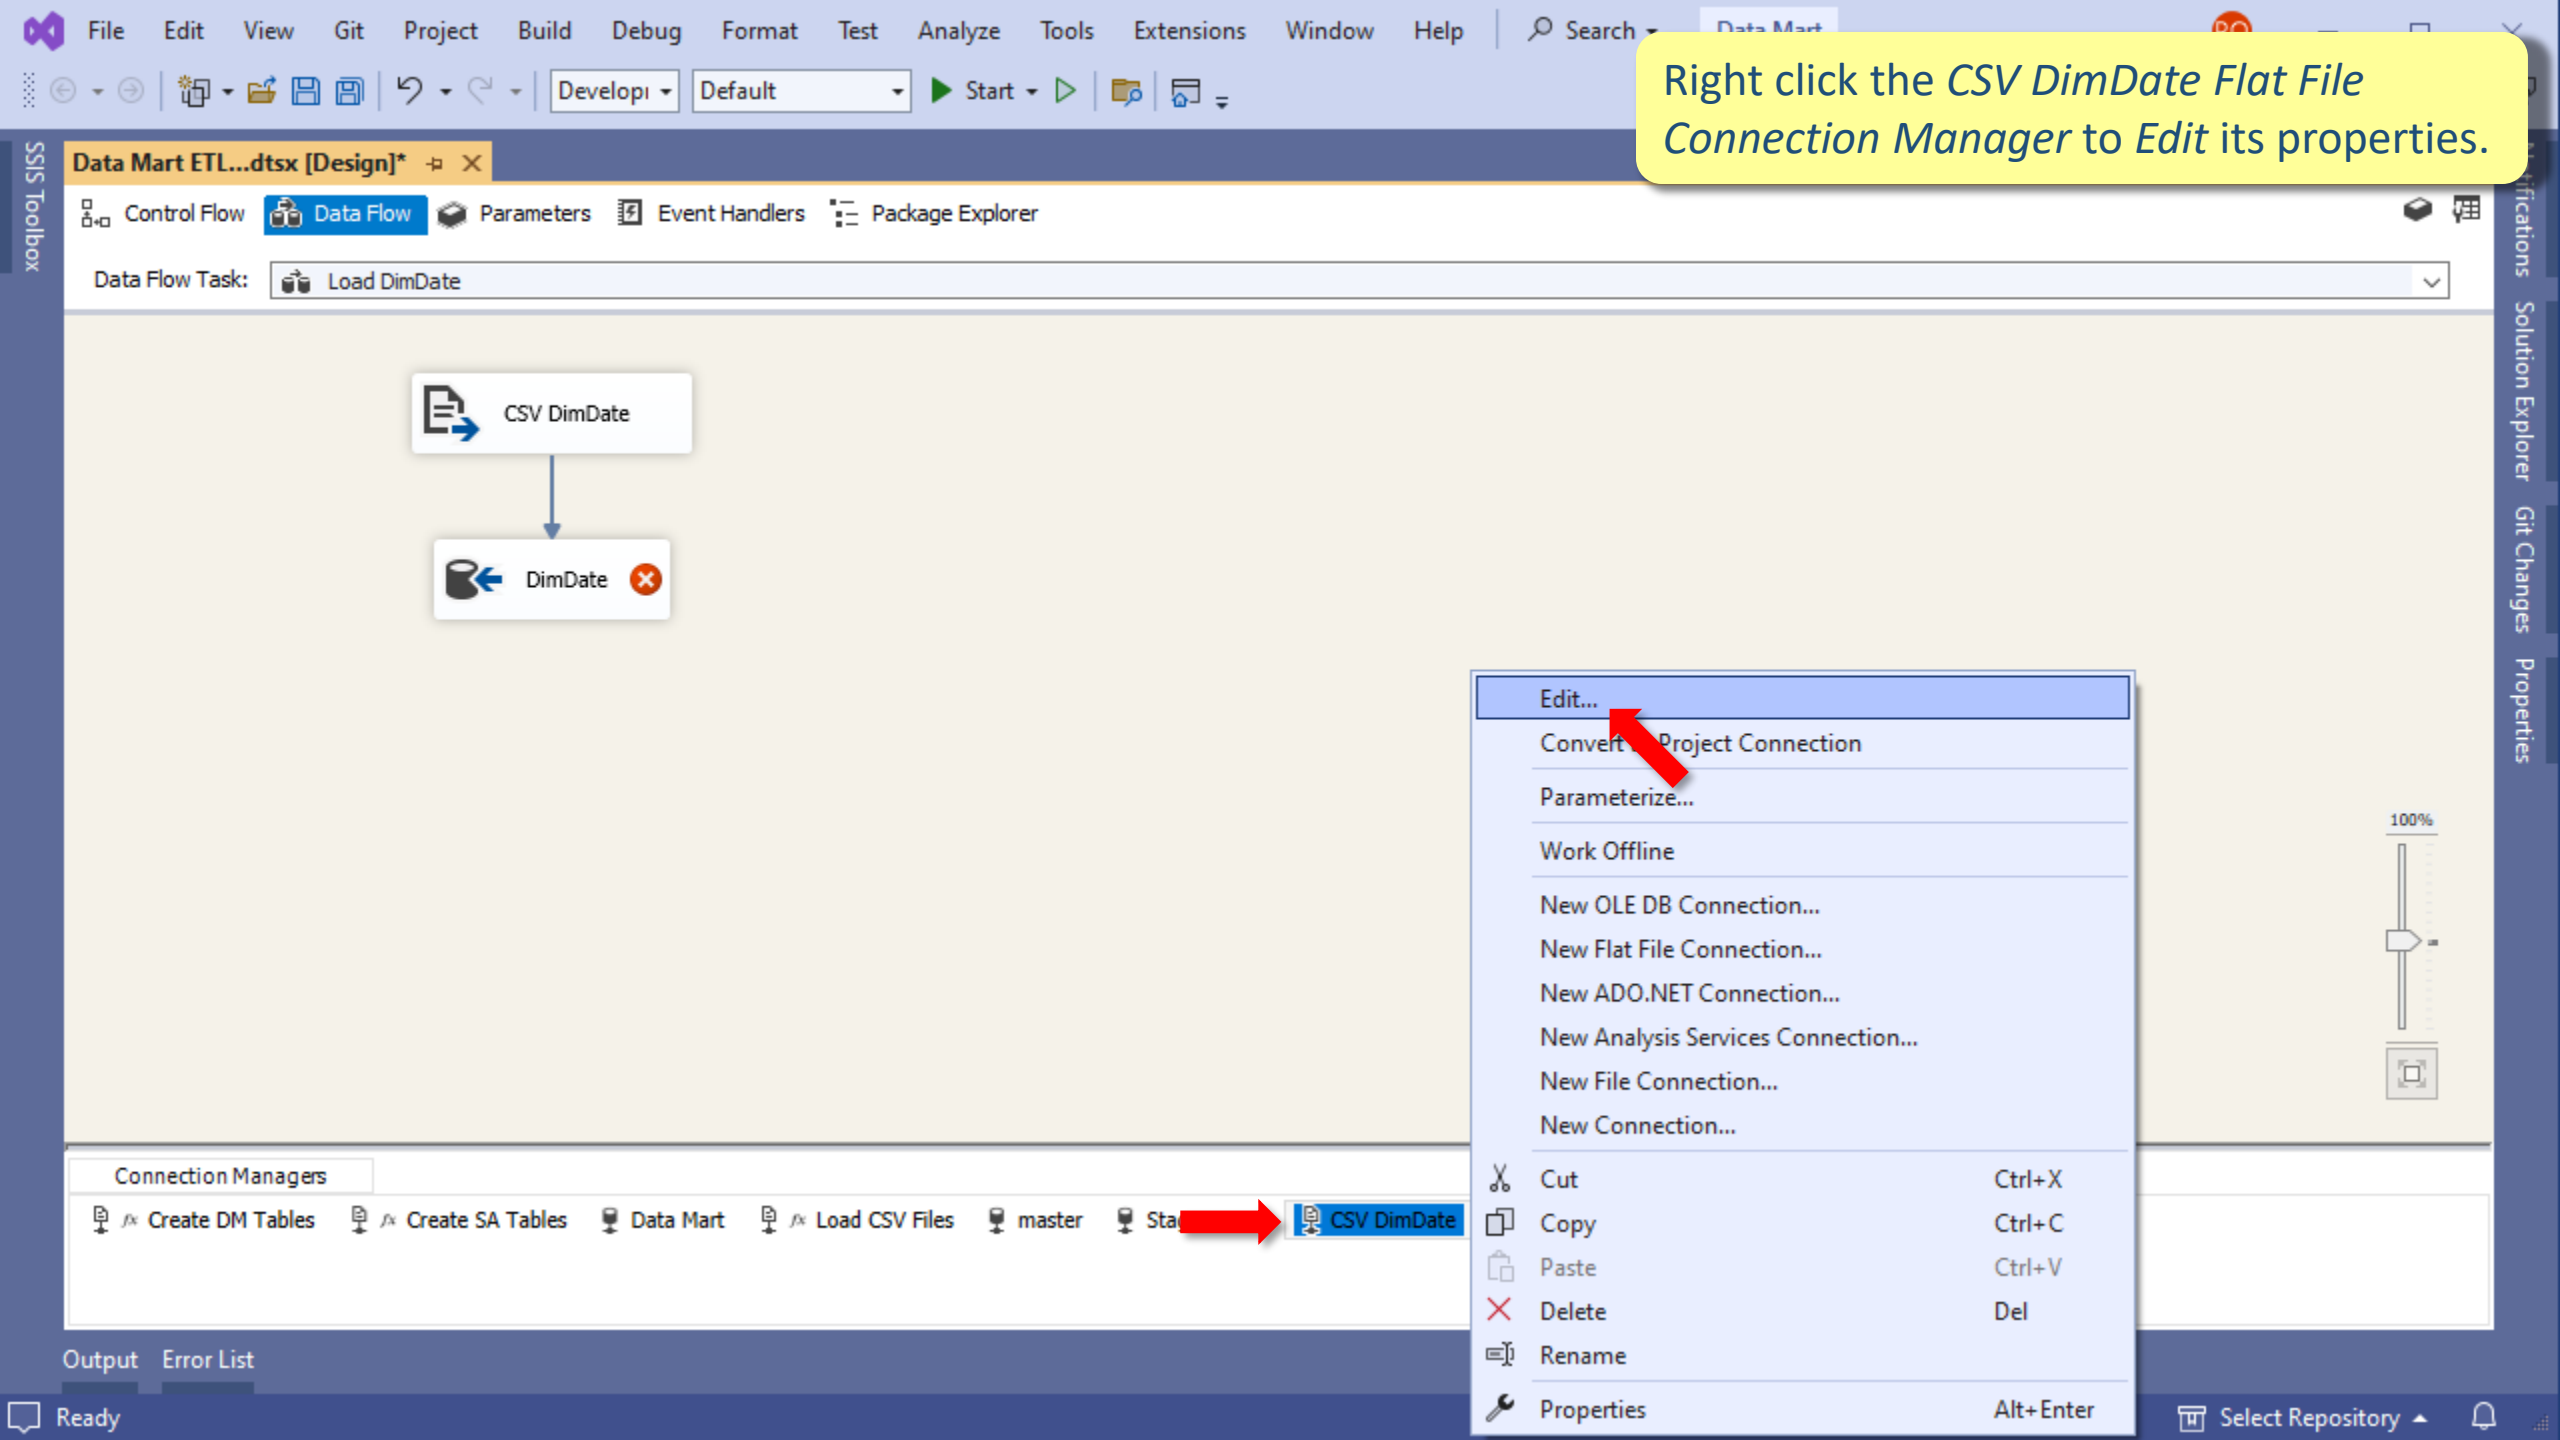 File Edit View Git Project Build Debug Format Test Analyze Tools Extensions Window Help Search
Right click the CSV DimDate Flat File
Connection Manager to Edit its properties.
Default Start
Data Mart ETL...dtsx [Design]*
Control Flow Data Flow Parameters Event Handlers Package Explorer
Data Flow Task: Load DimDate
SSIS Toolbox
Solution Explorer
Git Changes
Properties
CSV DimDate
DimDate
Edit...
Project Connection
Parameterize...
Work Offline
New OLE DB Connection...
New Flat File Connection...
New ADO.NET Connection...
New Analysis Services Connection...
New File Connection...
New Connection...
Cut Ctrl+X
Copy Ctrl+C
Paste Ctrl+V
Delete Del
Rename
Properties Alt+Enter
100%
Connection Managers
Create DM Tables Create SA Tables Data Mart Load CSV Files master CSV DimDate
Output Error List
Ready
Select Repository